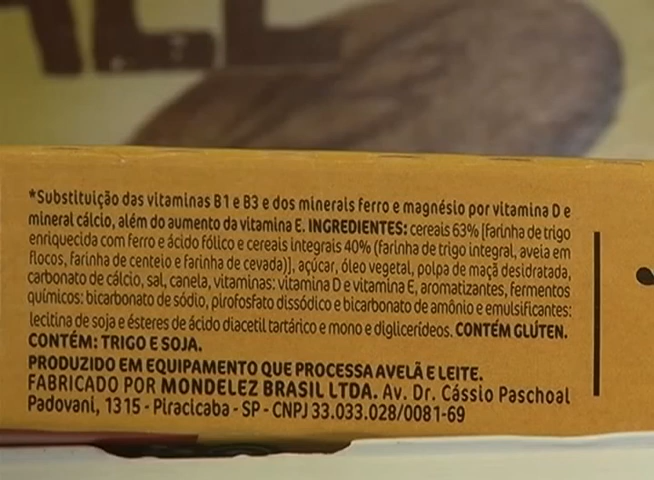 *Substituição das vitaminas B1 e B3 e dos minerais ferro e magnésio por vitamina D e
mineral cálcio, além do aumento da vitamina E. INGREDIENTES: cereais 63% [farinha de trigo
enriquecida com ferro e ácido fólico e cereais integrais 40% (farinha de trigo integral, aveia em
flocos, farinha de centeio e farinha de cevada)], açúcar, óleo vegetal, polpa de maçã desidratada,
carbonato de cálcio, sal, canela, vitaminas: vitamina D e vitamina E, aromatizantes, fermentos
químicos: bicarbonato de sódio, pirofosfato dissódico e bicarbonato de amônio e emulsificantes:
lecitina de soja e ésteres de ácido diacetil tartárico e mono e diglicerídeos. CONTÉM GLÚTEN.
CONTÉM: TRIGO E SOJA.
PRODUZIDO EM EQUIPAMENTO QUE PROCESSA AVELÃ E LEITE.
FABRICADO POR MONDELEZ BRASIL LTDA. Av. Dr. Cássio Paschoal
Padovani, 1315 - Piracicaba - SP - CNPJ 33.033.028/0081-69